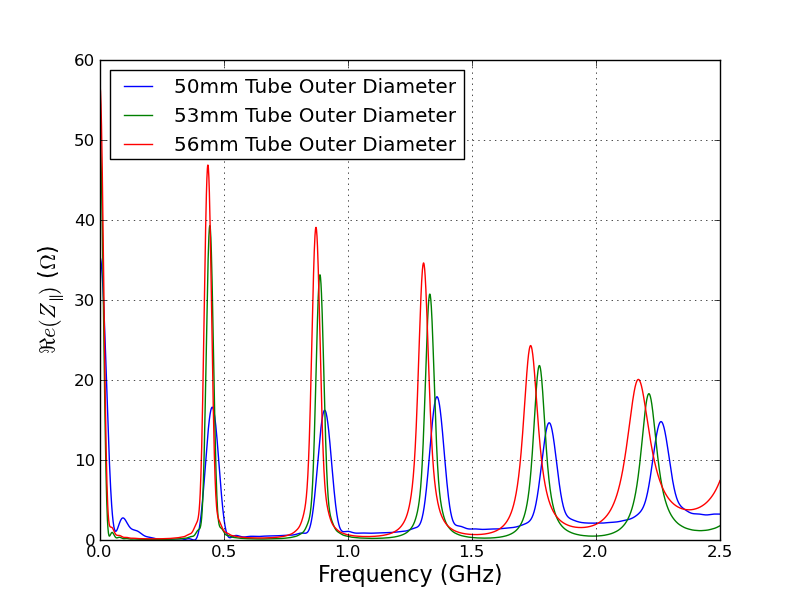 60
50
40
30
20
10
0
50mm Tube Outer Diameter
53mm Tube Outer Diameter
56mm Tube Outer Diameter
ℜe(Z∥) (Ω)
0.0 0.5 1.0 1.5 2.0 2.5
Frequency (GHz)